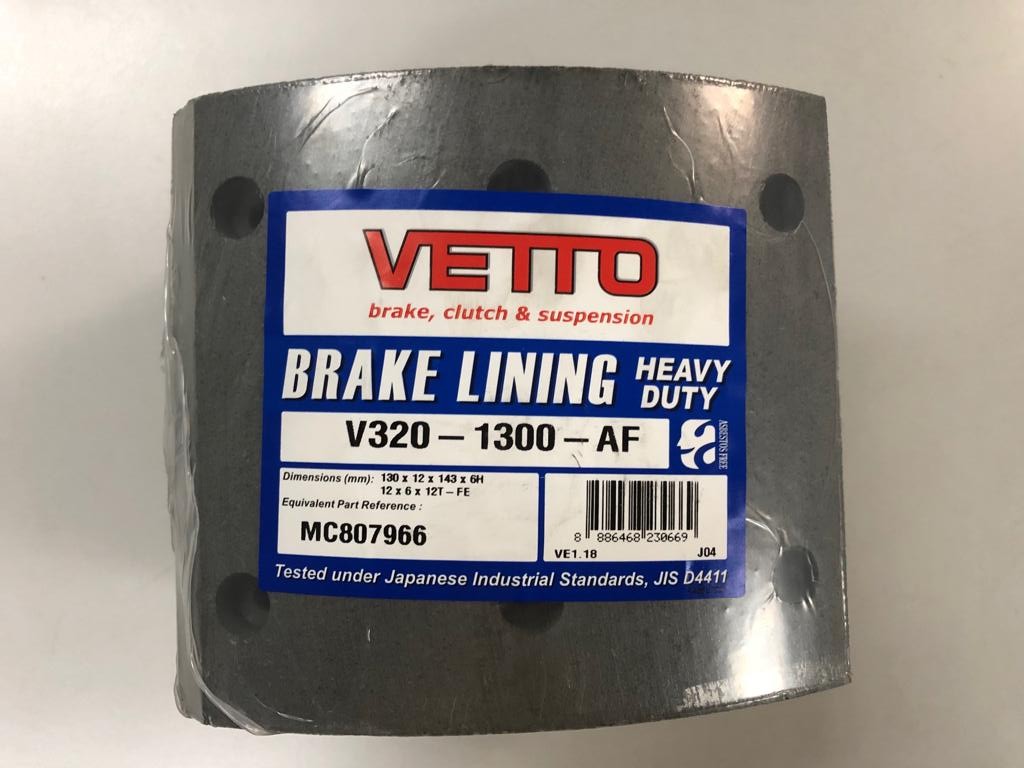 VETTO
brake, clutch & suspension
BRAKE LINING HEAVY DUTY
V320 – 1300 – AF
ASBESTOS FREE
Dimensions (mm): 130 x 12 x 143 x 6H
12 x 6 x 12T – FE
Equivalent Part Reference :
MC807966
8 886468 230669
VE1.18 J04
Tested under Japanese Industrial Standards, JIS D4411